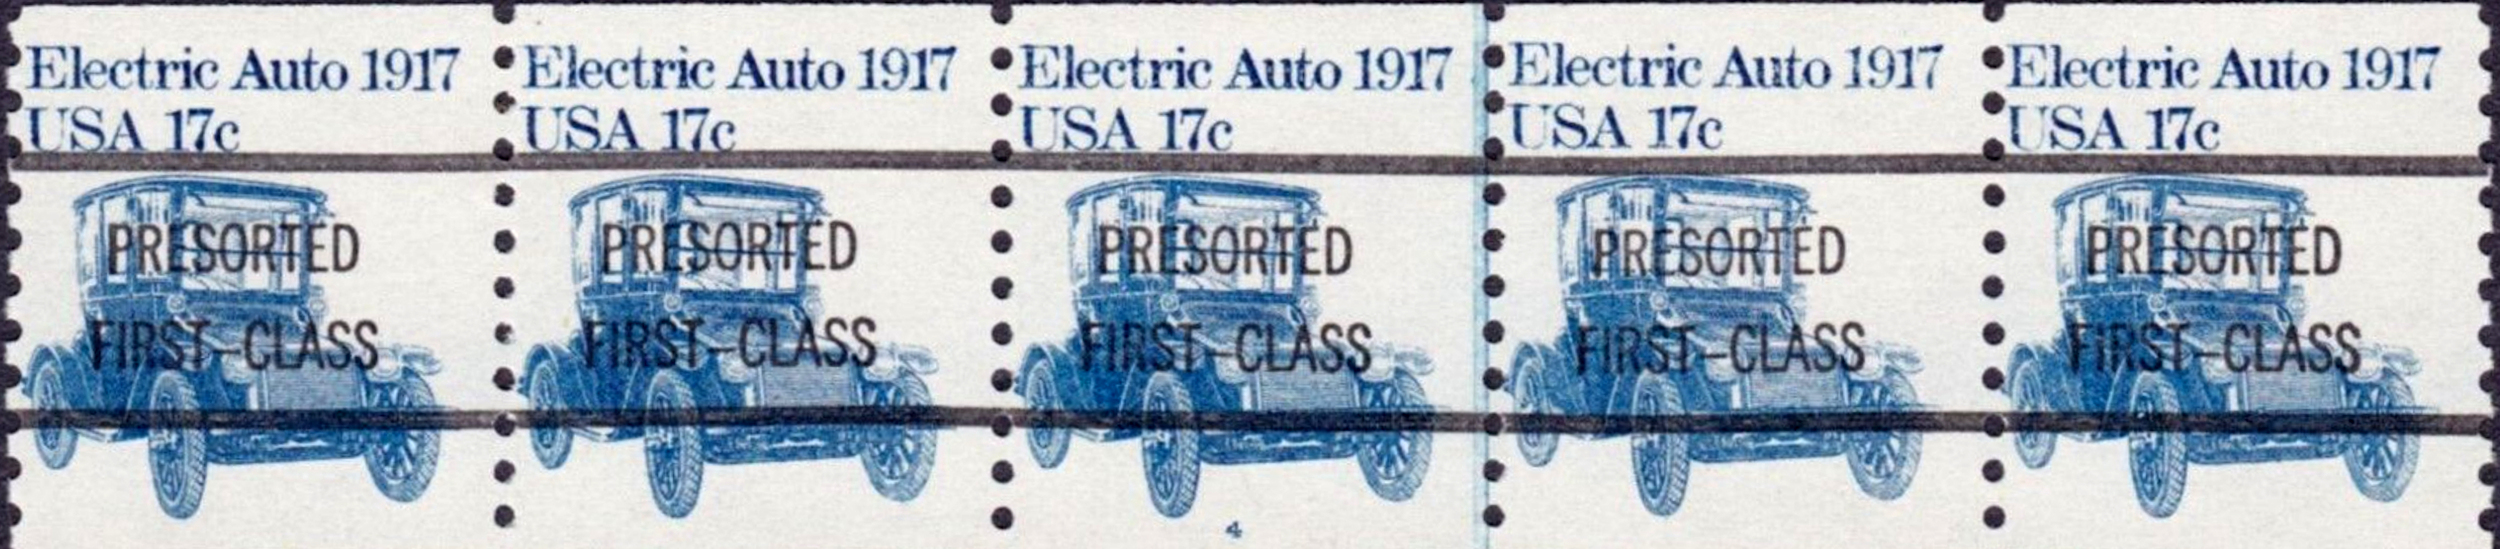 Electric Auto 1917 Electric Auto 1917 Electric Auto 1917 Electric Auto 1917 Electric Auto 1917
USA 17c USA 17c USA 17c USA 17c USA 17c
PRESORTED PRESORTED PRESORTED PRESORTED PRESORTED
FIRST-CLASS FIRST-CLASS FIRST-CLASS FIRST-CLASS FIRST-CLASS
4